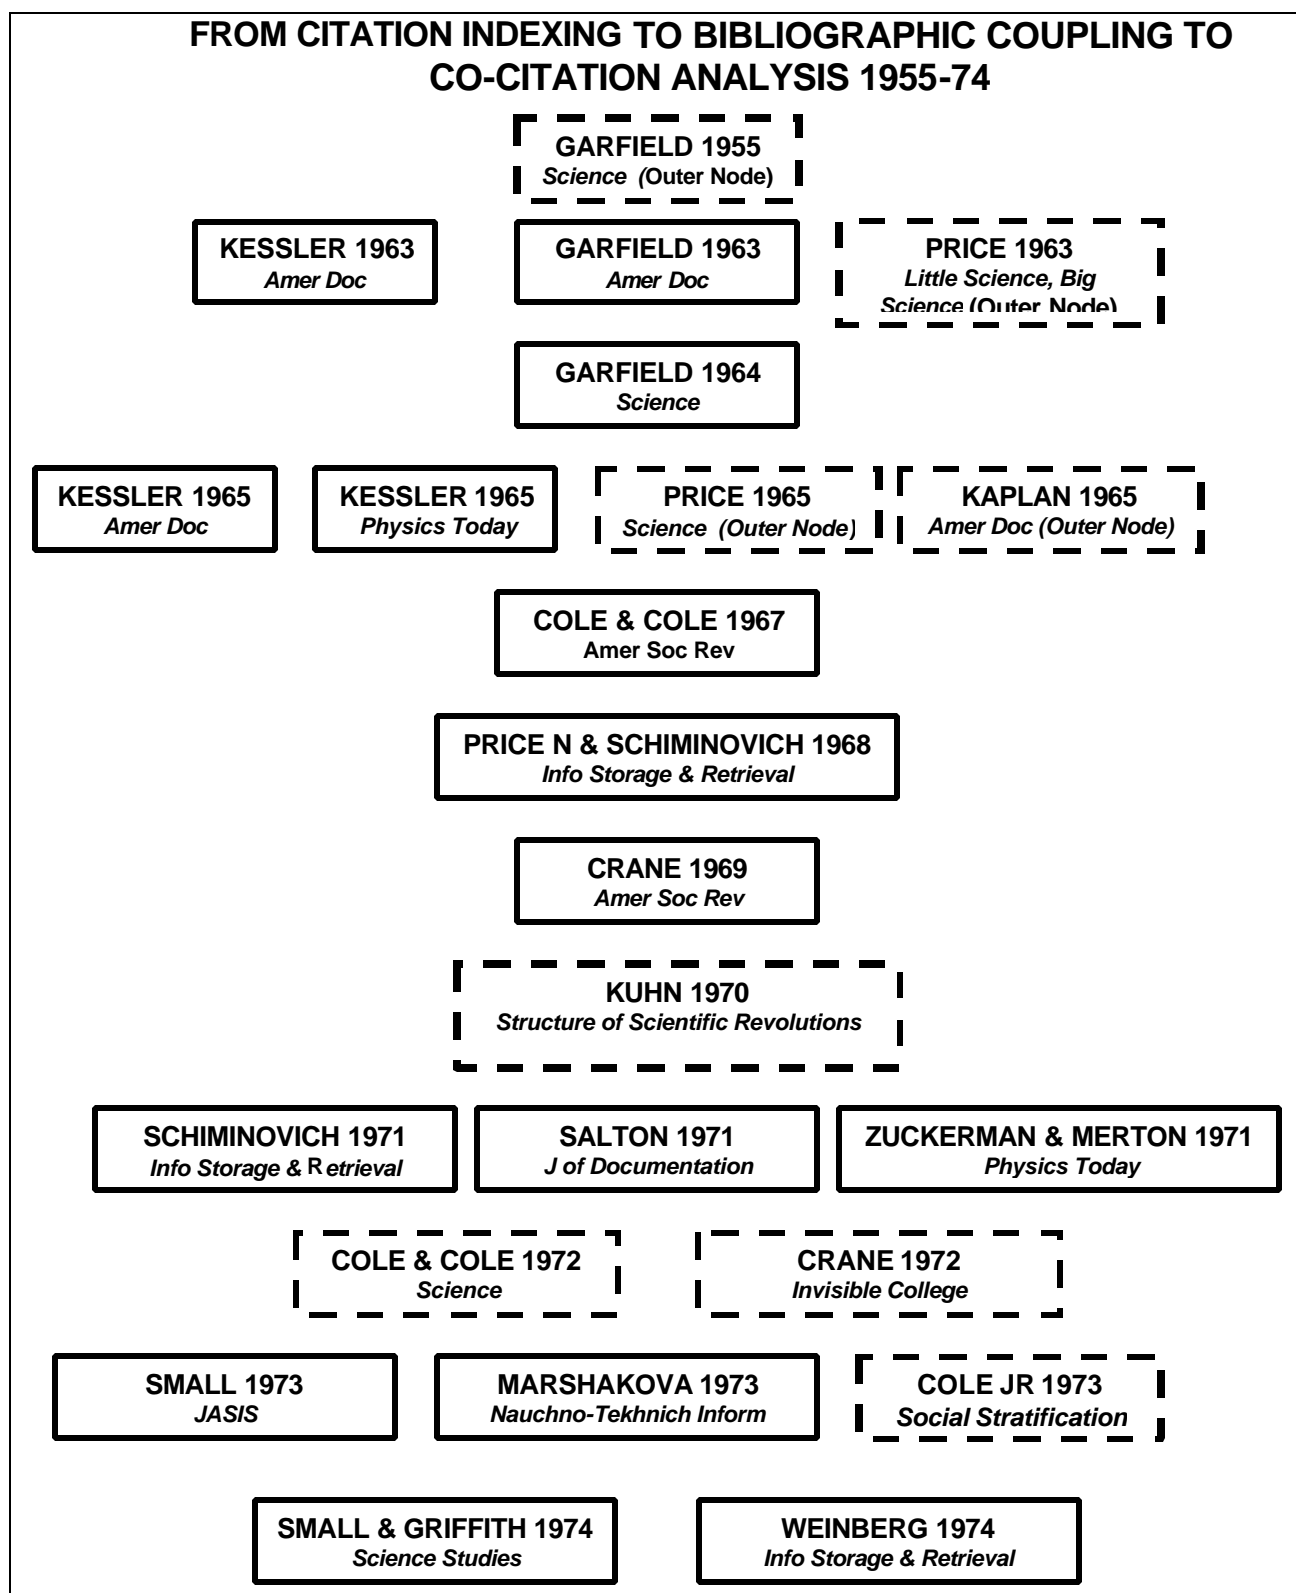 FROM CITATION INDEXING TO BIBLIOGRAPHIC COUPLING TO
CO-CITATION ANALYSIS 1955-74
GARFIELD 1955
Science (Outer Node)
KESSLER 1963
Amer Doc
GARFIELD 1963
Amer Doc
PRICE 1963
Little Science, Big
Science (Outer Node)
GARFIELD 1964
Science
KESSLER 1965
Amer Doc
KESSLER 1965
Physics Today
PRICE 1965
Science (Outer Node)
KAPLAN 1965
Amer Doc (Outer Node)
COLE & COLE 1967
Amer Soc Rev
PRICE N & SCHIMINOVICH 1968
Info Storage & Retrieval
CRANE 1969
Amer Soc Rev
KUHN 1970
Structure of Scientific Revolutions
SCHIMINOVICH 1971
Info Storage & Retrieval
SALTON 1971
J of Documentation
ZUCKERMAN & MERTON 1971
Physics Today
COLE & COLE 1972
Science
CRANE 1972
Invisible College
SMALL 1973
JASIS
MARSHAKOVA 1973
Nauchno-Tekhnich Inform
COLE JR 1973
Social Stratification
SMALL & GRIFFITH 1974
Science Studies
WEINBERG 1974
Info Storage & Retrieval